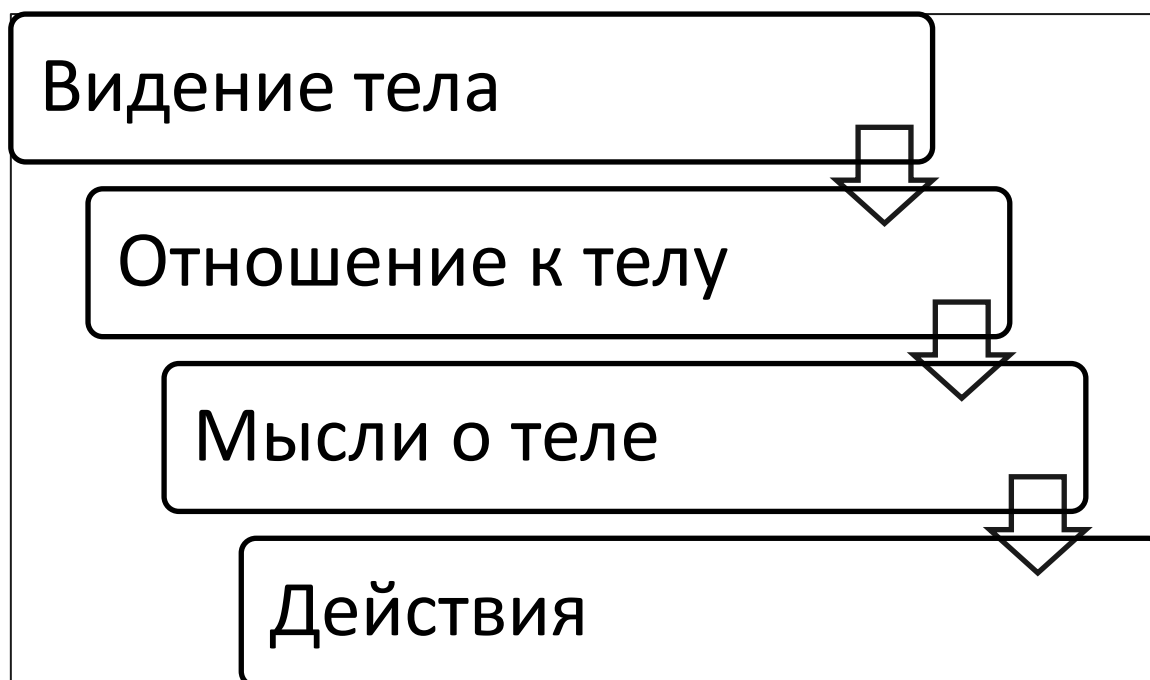 Видение тела
Отношение к телу
Мысли о теле
Действия